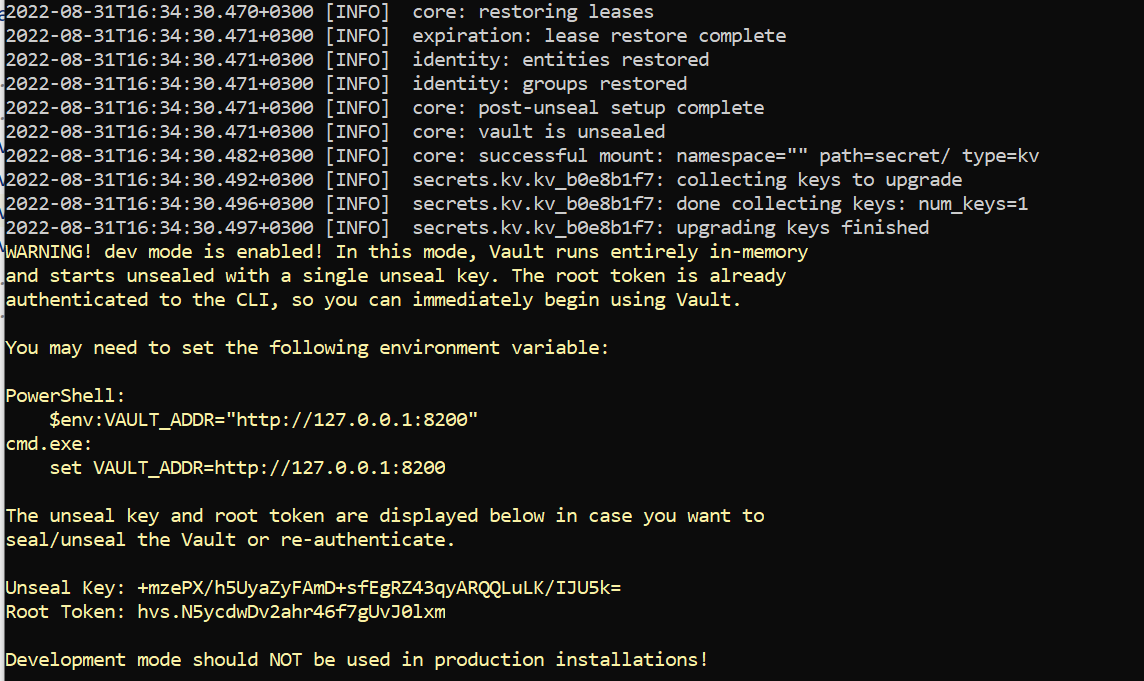 2022-08-31T16:34:30.470+0300 [INFO]  core: restoring leases
2022-08-31T16:34:30.471+0300 [INFO]  expiration: lease restore complete
2022-08-31T16:34:30.471+0300 [INFO]  identity: entities restored
2022-08-31T16:34:30.471+0300 [INFO]  identity: groups restored
2022-08-31T16:34:30.471+0300 [INFO]  core: post-unseal setup complete
2022-08-31T16:34:30.471+0300 [INFO]  core: vault is unsealed
2022-08-31T16:34:30.482+0300 [INFO]  core: successful mount: namespace="" path=secret/ type=kv
2022-08-31T16:34:30.492+0300 [INFO]  secrets.kv.kv_b0e8b1f7: collecting keys to upgrade
2022-08-31T16:34:30.496+0300 [INFO]  secrets.kv.kv_b0e8b1f7: done collecting keys: num_keys=1
2022-08-31T16:34:30.497+0300 [INFO]  secrets.kv.kv_b0e8b1f7: upgrading keys finished
WARNING! dev mode is enabled! In this mode, Vault runs entirely in-memory
and starts unsealed with a single unseal key. The root token is already
authenticated to the CLI, so you can immediately begin using Vault.

You may need to set the following environment variable:

PowerShell:
    $env:VAULT_ADDR="http://127.0.0.1:8200"
cmd.exe:
    set VAULT_ADDR=http://127.0.0.1:8200

The unseal key and root token are displayed below in case you want to
seal/unseal the Vault or re-authenticate.

Unseal Key: +mzePX/h5UyaZyFAmD+sfEgRZ43qyARQQLuLK/IJU5k=
Root Token: hvs.N5ycdwDv2ahr46f7gUvJ0lxm

Development mode should NOT be used in production installations!